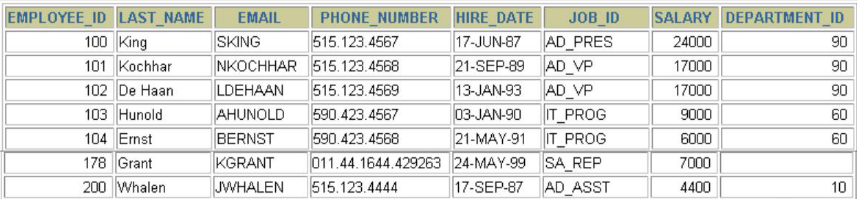 EMPLOYEE_ID LAST_NAME EMAIL PHONE_NUMBER HIRE_DATE JOB_ID SALARY DEPARTMENT_ID
100 King SKING 515.123.4567 17-JUN-87 AD_PRES 24000 90
101 Kochhar NKOCHHAR 515.123.4568 21-SEP-89 AD_VP 17000 90
102 De Haan LDEHAAN 515.123.4569 13-JAN-93 AD_VP 17000 90
103 Hunold AHUNOLD 590.423.4567 03-JAN-90 IT_PROG 9000 60
104 Ernst BERNST 590.423.4568 21-MAY-91 IT_PROG 6000 60
178 Grant KGRANT 011.44.1644.429263 24-MAY-99 SA_REP 7000
200 Whalen JWHALEN 515.123.4444 17-SEP-87 AD_ASST 4400 10